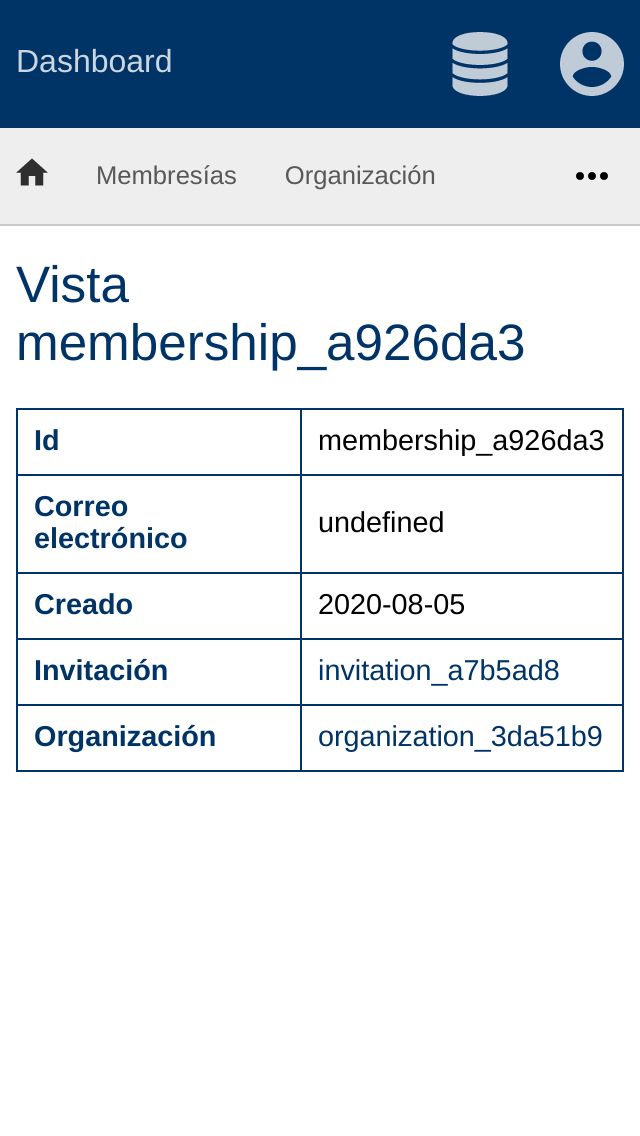 Dashboard
Membresías Organización
Vista
membership_a926da3
Id membership_a926da3
Correo
electrónico undefined
Creado 2020-08-05
Invitación invitation_a7b5ad8
Organización organization_3da51b9